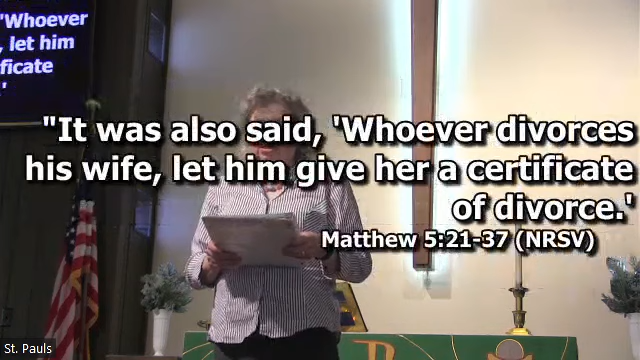 'Whoever
, let him
ficate
'
"It was also said, 'Whoever divorces
his wife, let him give her a certificate
of divorce.'
Matthew 5:21-37 (NRSV)
St. Pauls